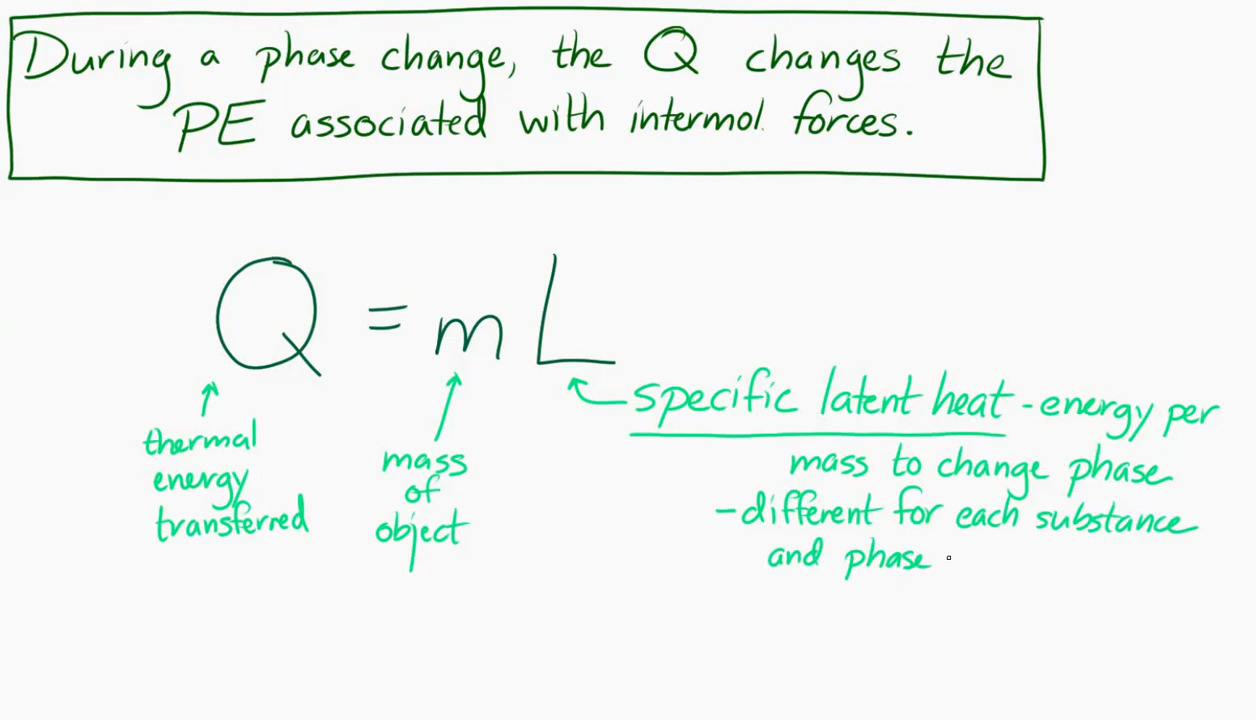 During a phase change, the Q changes the
PE associated with intermol. forces.
Q = mL
thermal
energy
transferred
mass
of
object
specific latent heat - energy per
mass to change phase
- different for each substance
and phase